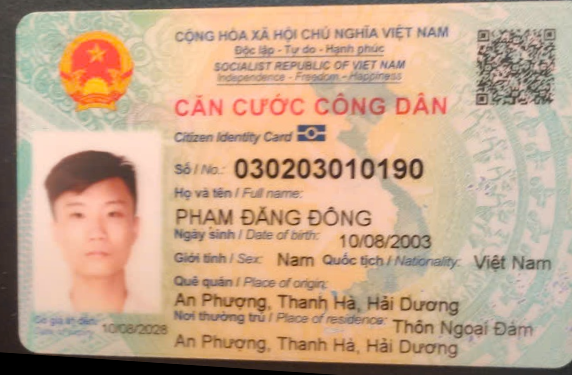 CỘNG HÒA XÃ HỘI CHỦ NGHĨA VIỆT NAM
Độc lập - Tự do - Hạnh phúc
SOCIALIST REPUBLIC OF VIET NAM
Independence - Freedom - Happiness
CĂN CƯỚC CÔNG DÂN
Citizen Identity Card
Số / No.: 030203010190
Họ và tên / Full name:
PHẠM ĐĂNG ĐÔNG
Ngày sinh / Date of birth: 10/08/2003
Giới tính / Sex: Nam Quốc tịch / Nationality: Việt Nam
Quê quán / Place of origin:
An Phượng, Thanh Hà, Hải Dương
Nơi thường trú / Place of residence: Thôn Ngoại Đàm
An Phượng, Thanh Hà, Hải Dương
Có giá trị đến: 10/08/2028